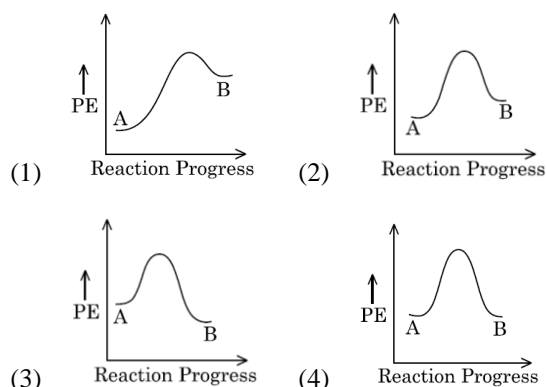 PE
A
B
Reaction Progress
(1)
PE
A
B
Reaction Progress
(2)
PE
A
B
Reaction Progress
(3)
PE
A
B
Reaction Progress
(4)